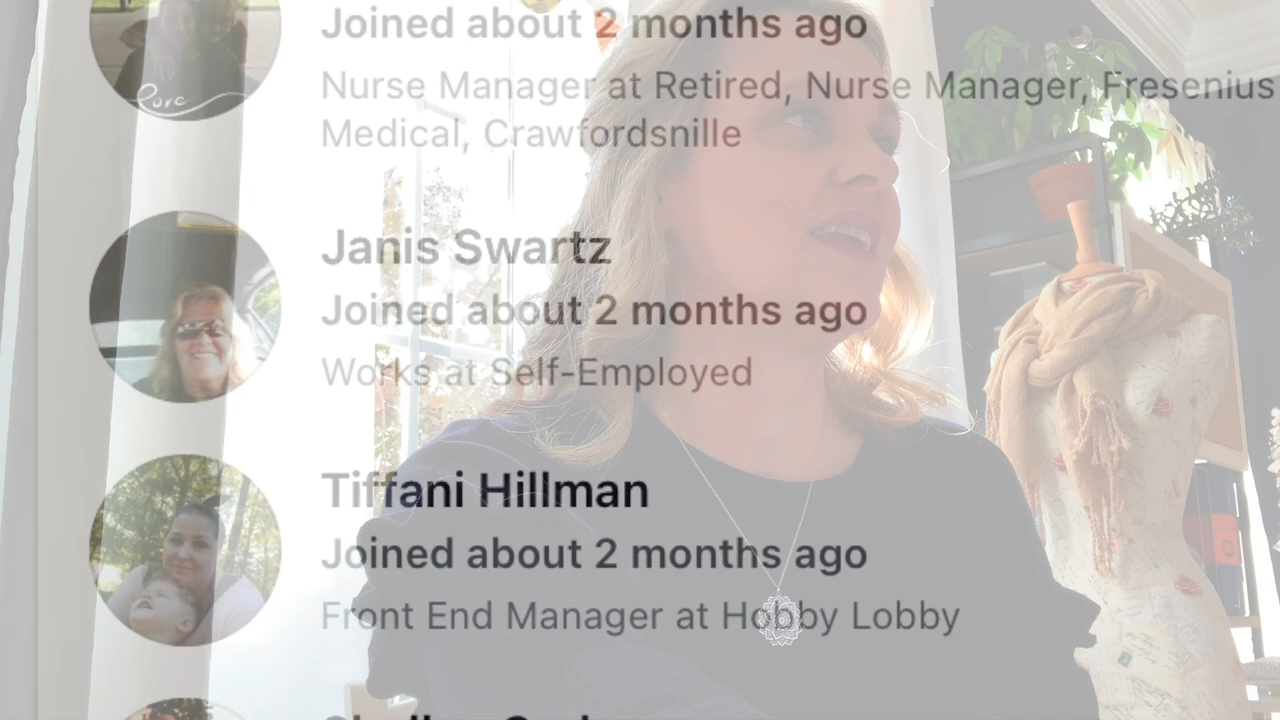 Joined about 2 months ago
Nurse Manager at Retired, Nurse Manager, Fresenius
Medical, Crawfordsnille
Janis Swartz
Joined about 2 months ago
Works at Self-Employed
Tiffani Hillman
Joined about 2 months ago
Front End Manager at Hobby Lobby